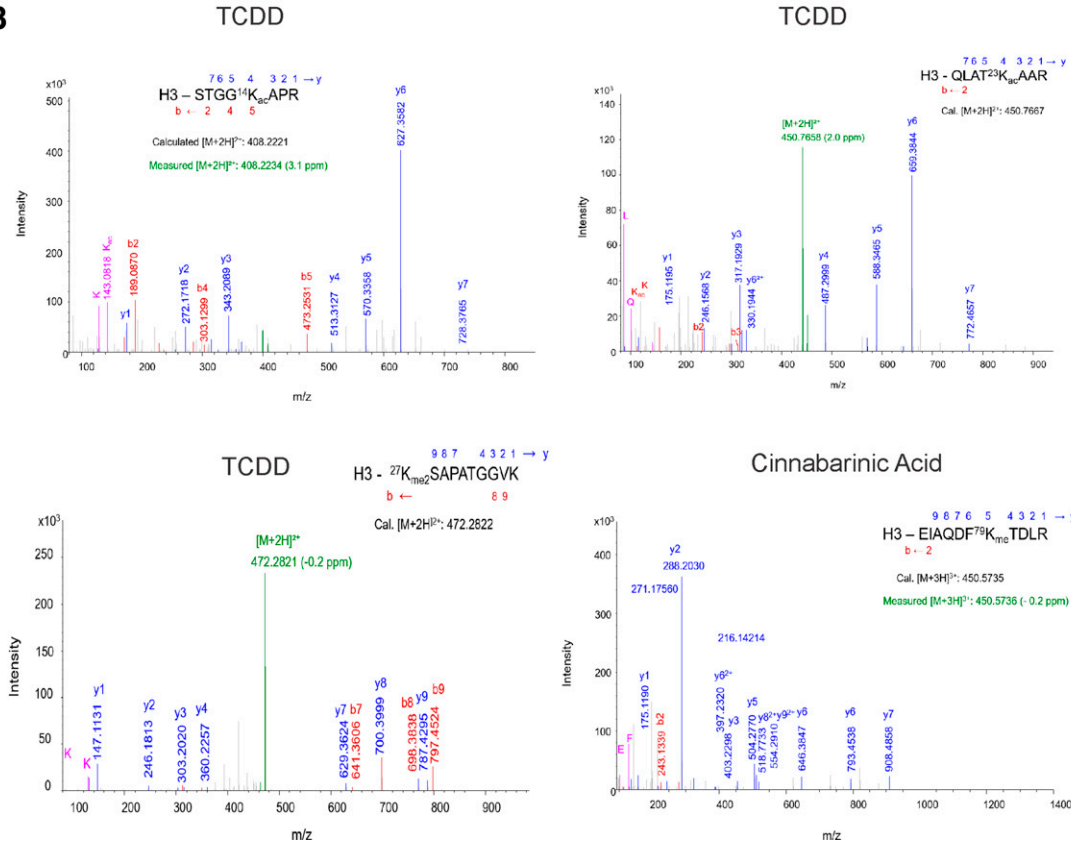 B
TCDD
×10³
7 6 5 4 3 2 1 → y
H3 – STGG¹⁴KacAPR
b ← 2 4 5
Calculated [M+2H]²⁺: 408.2221
Measured [M+2H]²⁺: 408.2234 (3.1 ppm)
Intensity
500
400
300
200
100
0
K
143.0818 Kac
y1
b2
189.0870
y2
272.1718
b4
303.1299
y3
343.2089
b5
473.2531
y4
513.3127
y5
570.3358
y6
627.3582
y7
728.3765
100 200 300 400 500 600 700 800
m/z
TCDD
×10³
7 6 5 4 3 2 1 → y
H3 - QLAT²³KacAAR
b ← 2
Cal. [M+2H]²⁺: 450.7667
[M+2H]²⁺
450.7658 (2.0 ppm)
Intensity
140
120
100
80
60
40
20
0
L
Q
Kac
K
y1
175.1195
b2
y2
246.1568
b3
y3
317.1929
y6²⁺
330.1944
y4
487.2999
y5
588.3465
y6
659.3844
y7
772.4657
100 200 300 400 500 600 700 800 900
m/z
TCDD
×10³
9 8 7 4 3 2 1 → y
H3 - ²⁷Kme2SAPATGGVK
b ← 8 9
Cal. [M+2H]²⁺: 472.2822
[M+2H]²⁺
472.2821 (-0.2 ppm)
Intensity
250
200
150
100
50
0
K
K
y1
147.1131
y2
246.1813
y3
303.2020
y4
360.2257
y7
629.3624
b7
641.3606
y8
700.3999
b8
698.3838
y9
787.4295
b9
797.4524
100 200 300 400 500 600 700 800 900
m/z
Cinnabarinic Acid
×10³
9 8 7 6 5 4 3 2 1 →
H3 – EIAQDF⁷⁹KmeTDLR
b ← 2
Cal. [M+3H]³⁺: 450.5735
Measured [M+3H]³⁺: 450.5736 (- 0.2 ppm)
Intensity
400
300
200
100
0
E
F
y1
175.1190
b2
243.1339
y2
288.2030
271.17560
216.14214
y6²⁺
397.2320
y3
403.2298
y5
504.2770
y8²⁺
518.7733
y9²⁺
554.2910
y6
646.3847
y6
793.4538
y7
908.4858
200 400 600 800 1000 1200 1400
m/z